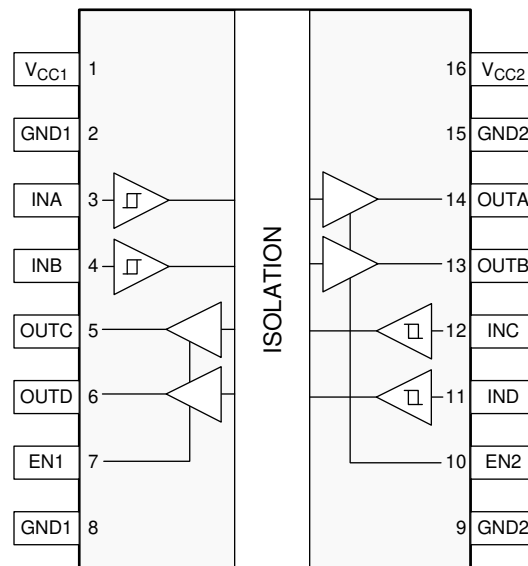 VCC1 1 16 VCC2
GND1 2 15 GND2
INA 3 14 OUTA
INB 4 13 OUTB
ISOLATION
OUTC 5 12 INC
OUTD 6 11 IND
EN1 7 10 EN2
GND1 8 9 GND2